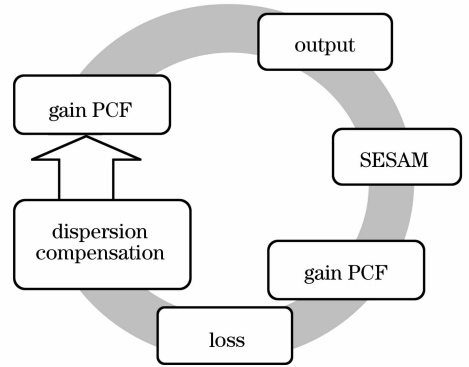 output
gain PCF
SESAM
dispersion
compensation
gain PCF
loss